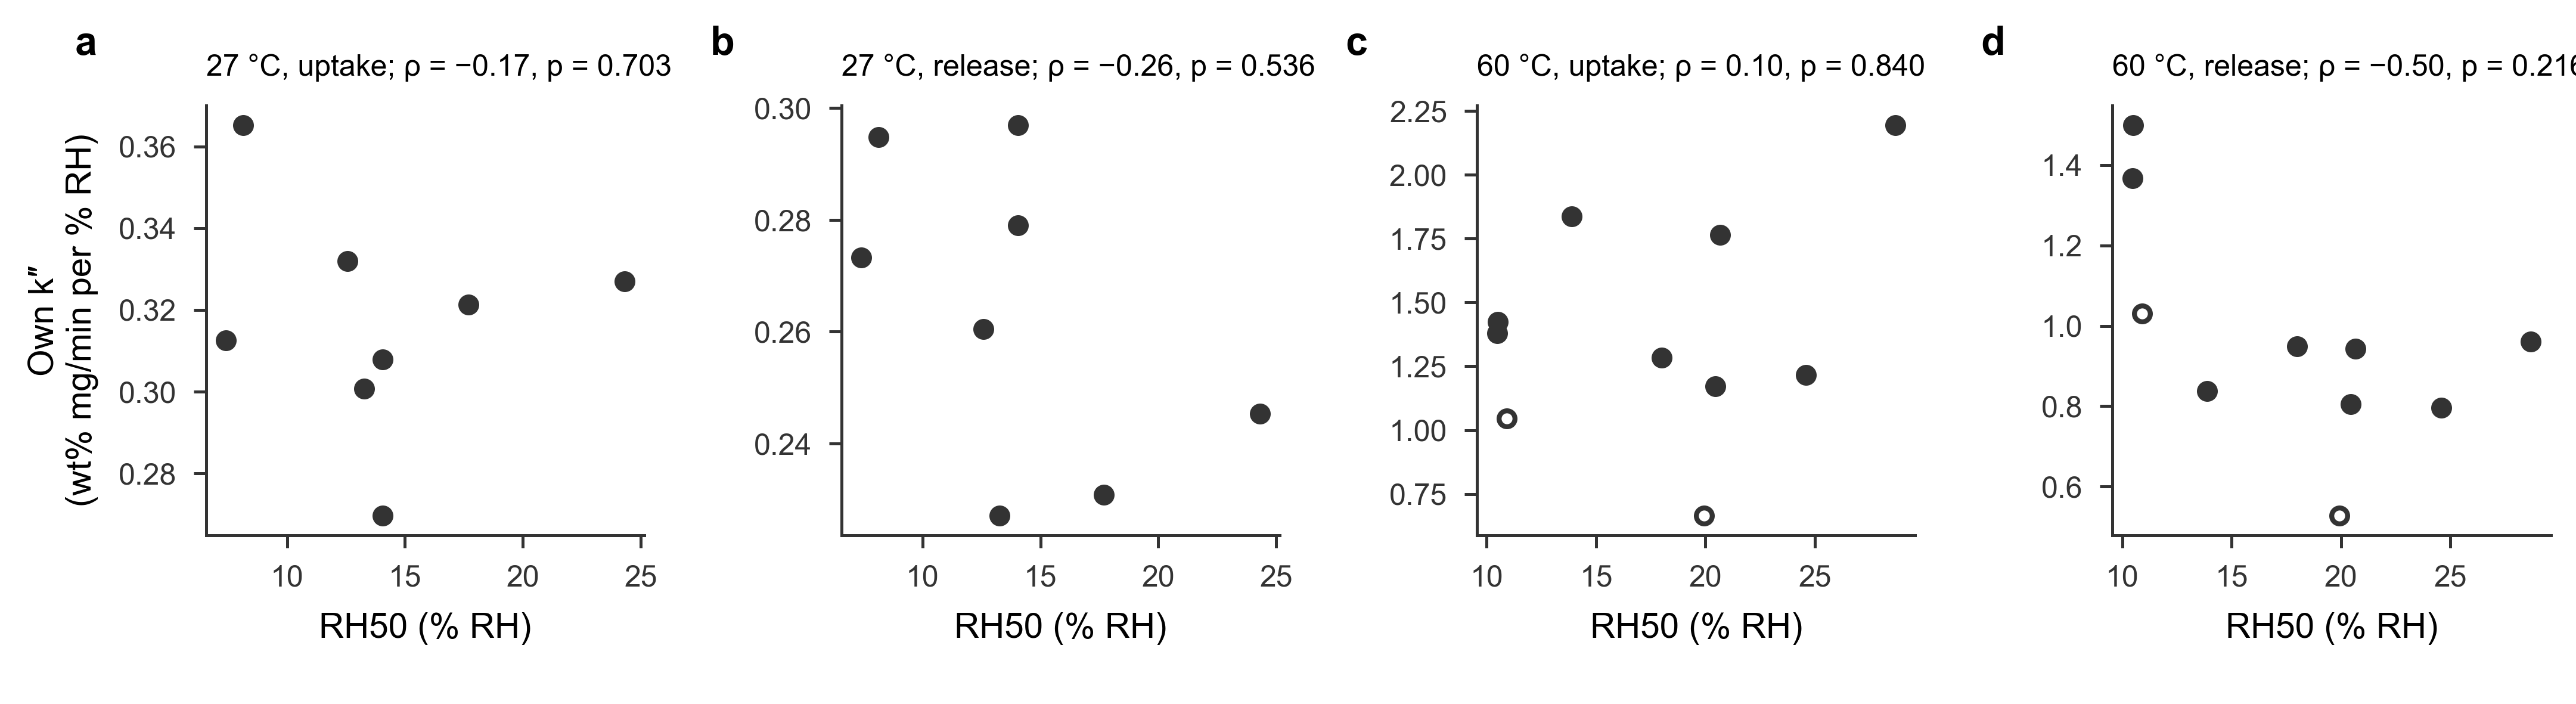 a
27 °C, uptake; ρ = −0.17, p = 0.703
0.36
0.34
0.32
0.30
0.28
Own k″
(wt% mg/min per % RH)
10 15 20 25
RH50 (% RH)
b
27 °C, release; ρ = −0.26, p = 0.536
0.30
0.28
0.26
0.24
10 15 20 25
RH50 (% RH)
c
60 °C, uptake; ρ = 0.10, p = 0.840
2.25
2.00
1.75
1.50
1.25
1.00
0.75
10 15 20 25
RH50 (% RH)
d
60 °C, release; ρ = −0.50, p = 0.216
1.4
1.2
1.0
0.8
0.6
10 15 20 25
RH50 (% RH)